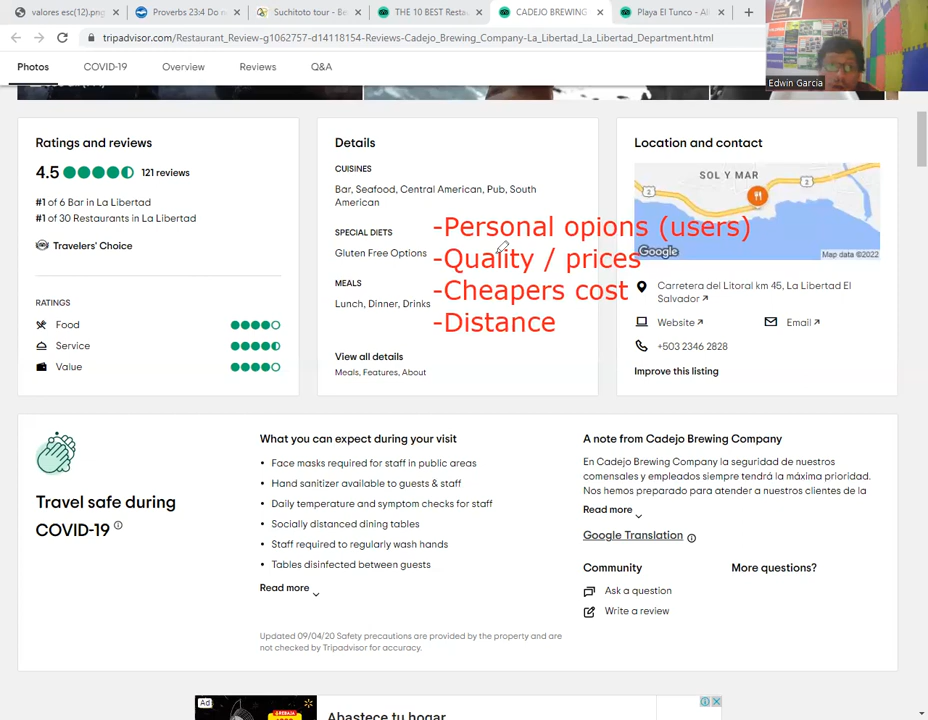 valores esc(12).png
Proverbs 23:4 Do n
Suchitoto tour - Be
THE 10 BEST Resta
CADEJO BREWING
Playa El Tunco - Al
tripadvisor.com/Restaurant_Review-g1062757-d14118154-Reviews-Cadejo_Brewing_Company-La_Libertad_La_Libertad_Department.html
Edwin Garcia
Photos COVID-19 Overview Reviews Q&A
Ratings and reviews
4.5 121 reviews
#1 of 6 Bar in La Libertad
#1 of 30 Restaurants in La Libertad
Travelers' Choice
RATINGS
Food
Service
Value
Details
CUISINES
Bar, Seafood, Central American, Pub, South
American
SPECIAL DIETS
Gluten Free Options
MEALS
Lunch, Dinner, Drinks
View all details
Meals, Features, About
-Personal opions (users)
-Quality / prices
-Cheapers cost
-Distance
Location and contact
SOL Y MAR
2
2
Google
Map data ©2022
Carretera del Litoral km 45, La Libertad El
Salvador
Website Email
+503 2346 2828
Improve this listing
Travel safe during
COVID-19
What you can expect during your visit
• Face masks required for staff in public areas
• Hand sanitizer available to guests & staff
• Daily temperature and symptom checks for staff
• Socially distanced dining tables
• Staff required to regularly wash hands
• Tables disinfected between guests
Read more
Updated 09/04/20 Safety precautions are provided by the property and are
not checked by Tripadvisor for accuracy.
A note from Cadejo Brewing Company
En Cadejo Brewing Company la seguridad de nuestros
comensales y empleados siempre tendrá la máxima prioridad.
Nos hemos preparado para atender a nuestros clientes de la
Read more
Google Translation
Community
Ask a question
Write a review
More questions?
Ad
Abastece tu hogar